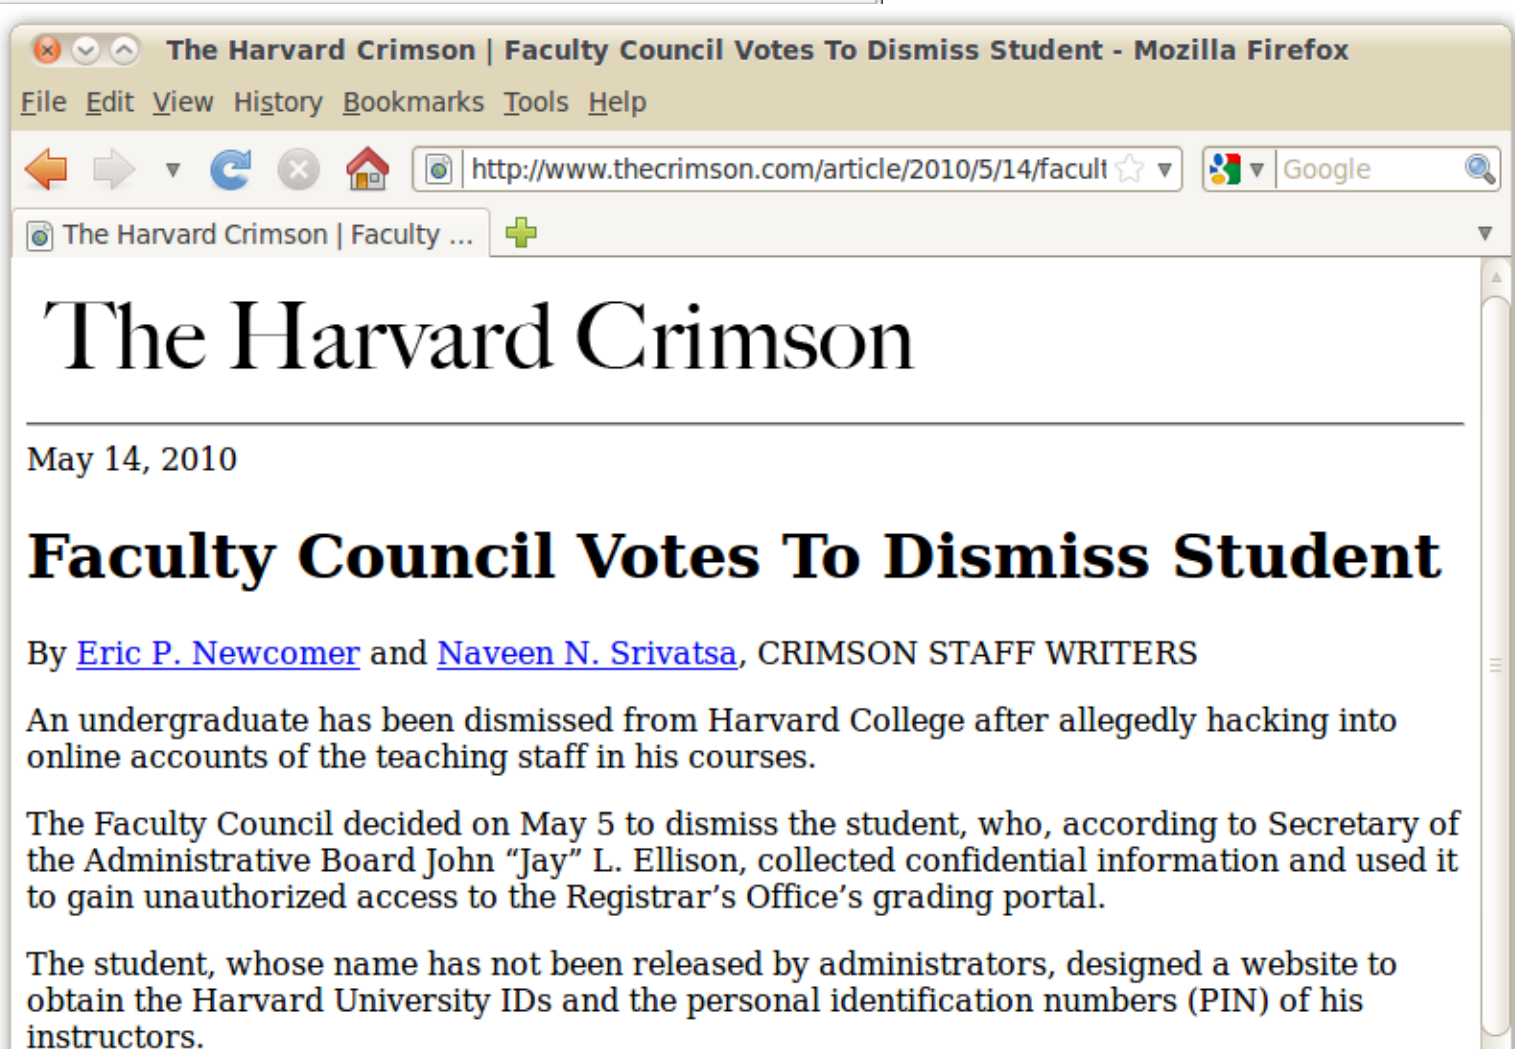 The Harvard Crimson | Faculty Council Votes To Dismiss Student - Mozilla Firefox
File Edit View History Bookmarks Tools Help
http://www.thecrimson.com/article/2010/5/14/facult
Google
The Harvard Crimson | Faculty ...
The Harvard Crimson
May 14, 2010
Faculty Council Votes To Dismiss Student
By Eric P. Newcomer and Naveen N. Srivatsa, CRIMSON STAFF WRITERS
An undergraduate has been dismissed from Harvard College after allegedly hacking into
online accounts of the teaching staff in his courses.
The Faculty Council decided on May 5 to dismiss the student, who, according to Secretary of
the Administrative Board John “Jay” L. Ellison, collected confidential information and used it
to gain unauthorized access to the Registrar’s Office’s grading portal.
The student, whose name has not been released by administrators, designed a website to
obtain the Harvard University IDs and the personal identification numbers (PIN) of his
instructors.